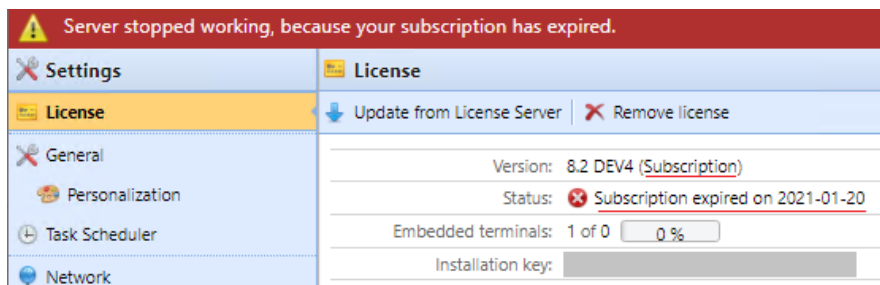 Server stopped working, because your subscription has expired.
Settings
License
License
Update from License Server
Remove license
General
Personalization
Task Scheduler
Network
Version: 8.2 DEV4 (Subscription)
Status: Subscription expired on 2021-01-20
Embedded terminals: 1 of 0 0 %
Installation key: